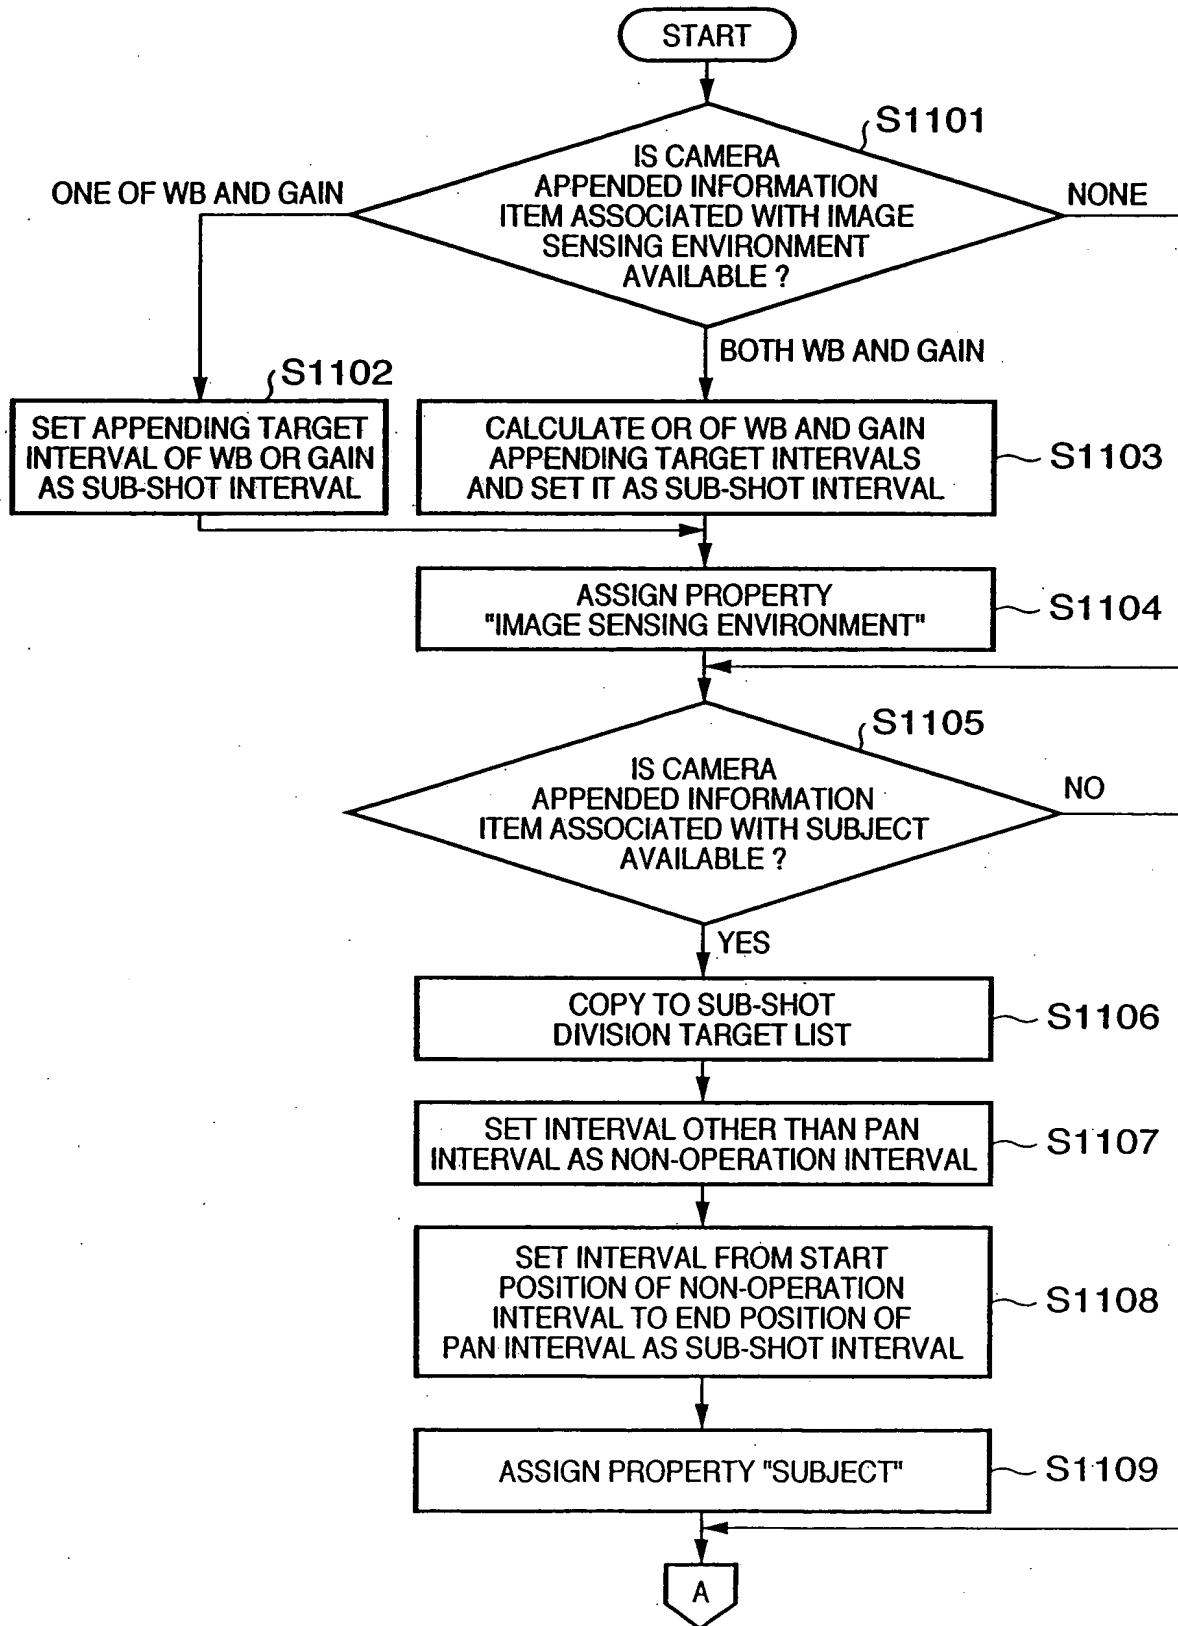 START
S1101
IS CAMERA
APPENDED INFORMATION
ITEM ASSOCIATED WITH IMAGE
SENSING ENVIRONMENT
AVAILABLE ?
ONE OF WB AND GAIN
NONE
BOTH WB AND GAIN
S1102
SET APPENDING TARGET
INTERVAL OF WB OR GAIN
AS SUB-SHOT INTERVAL
CALCULATE OR OF WB AND GAIN
APPENDING TARGET INTERVALS
AND SET IT AS SUB-SHOT INTERVAL
S1103
ASSIGN PROPERTY
"IMAGE SENSING ENVIRONMENT"
S1104
S1105
IS CAMERA
APPENDED INFORMATION
ITEM ASSOCIATED WITH SUBJECT
AVAILABLE ?
NO
YES
COPY TO SUB-SHOT
DIVISION TARGET LIST
S1106
SET INTERVAL OTHER THAN PAN
INTERVAL AS NON-OPERATION INTERVAL
S1107
SET INTERVAL FROM START
POSITION OF NON-OPERATION
INTERVAL TO END POSITION OF
PAN INTERVAL AS SUB-SHOT INTERVAL
S1108
ASSIGN PROPERTY "SUBJECT"
S1109
A